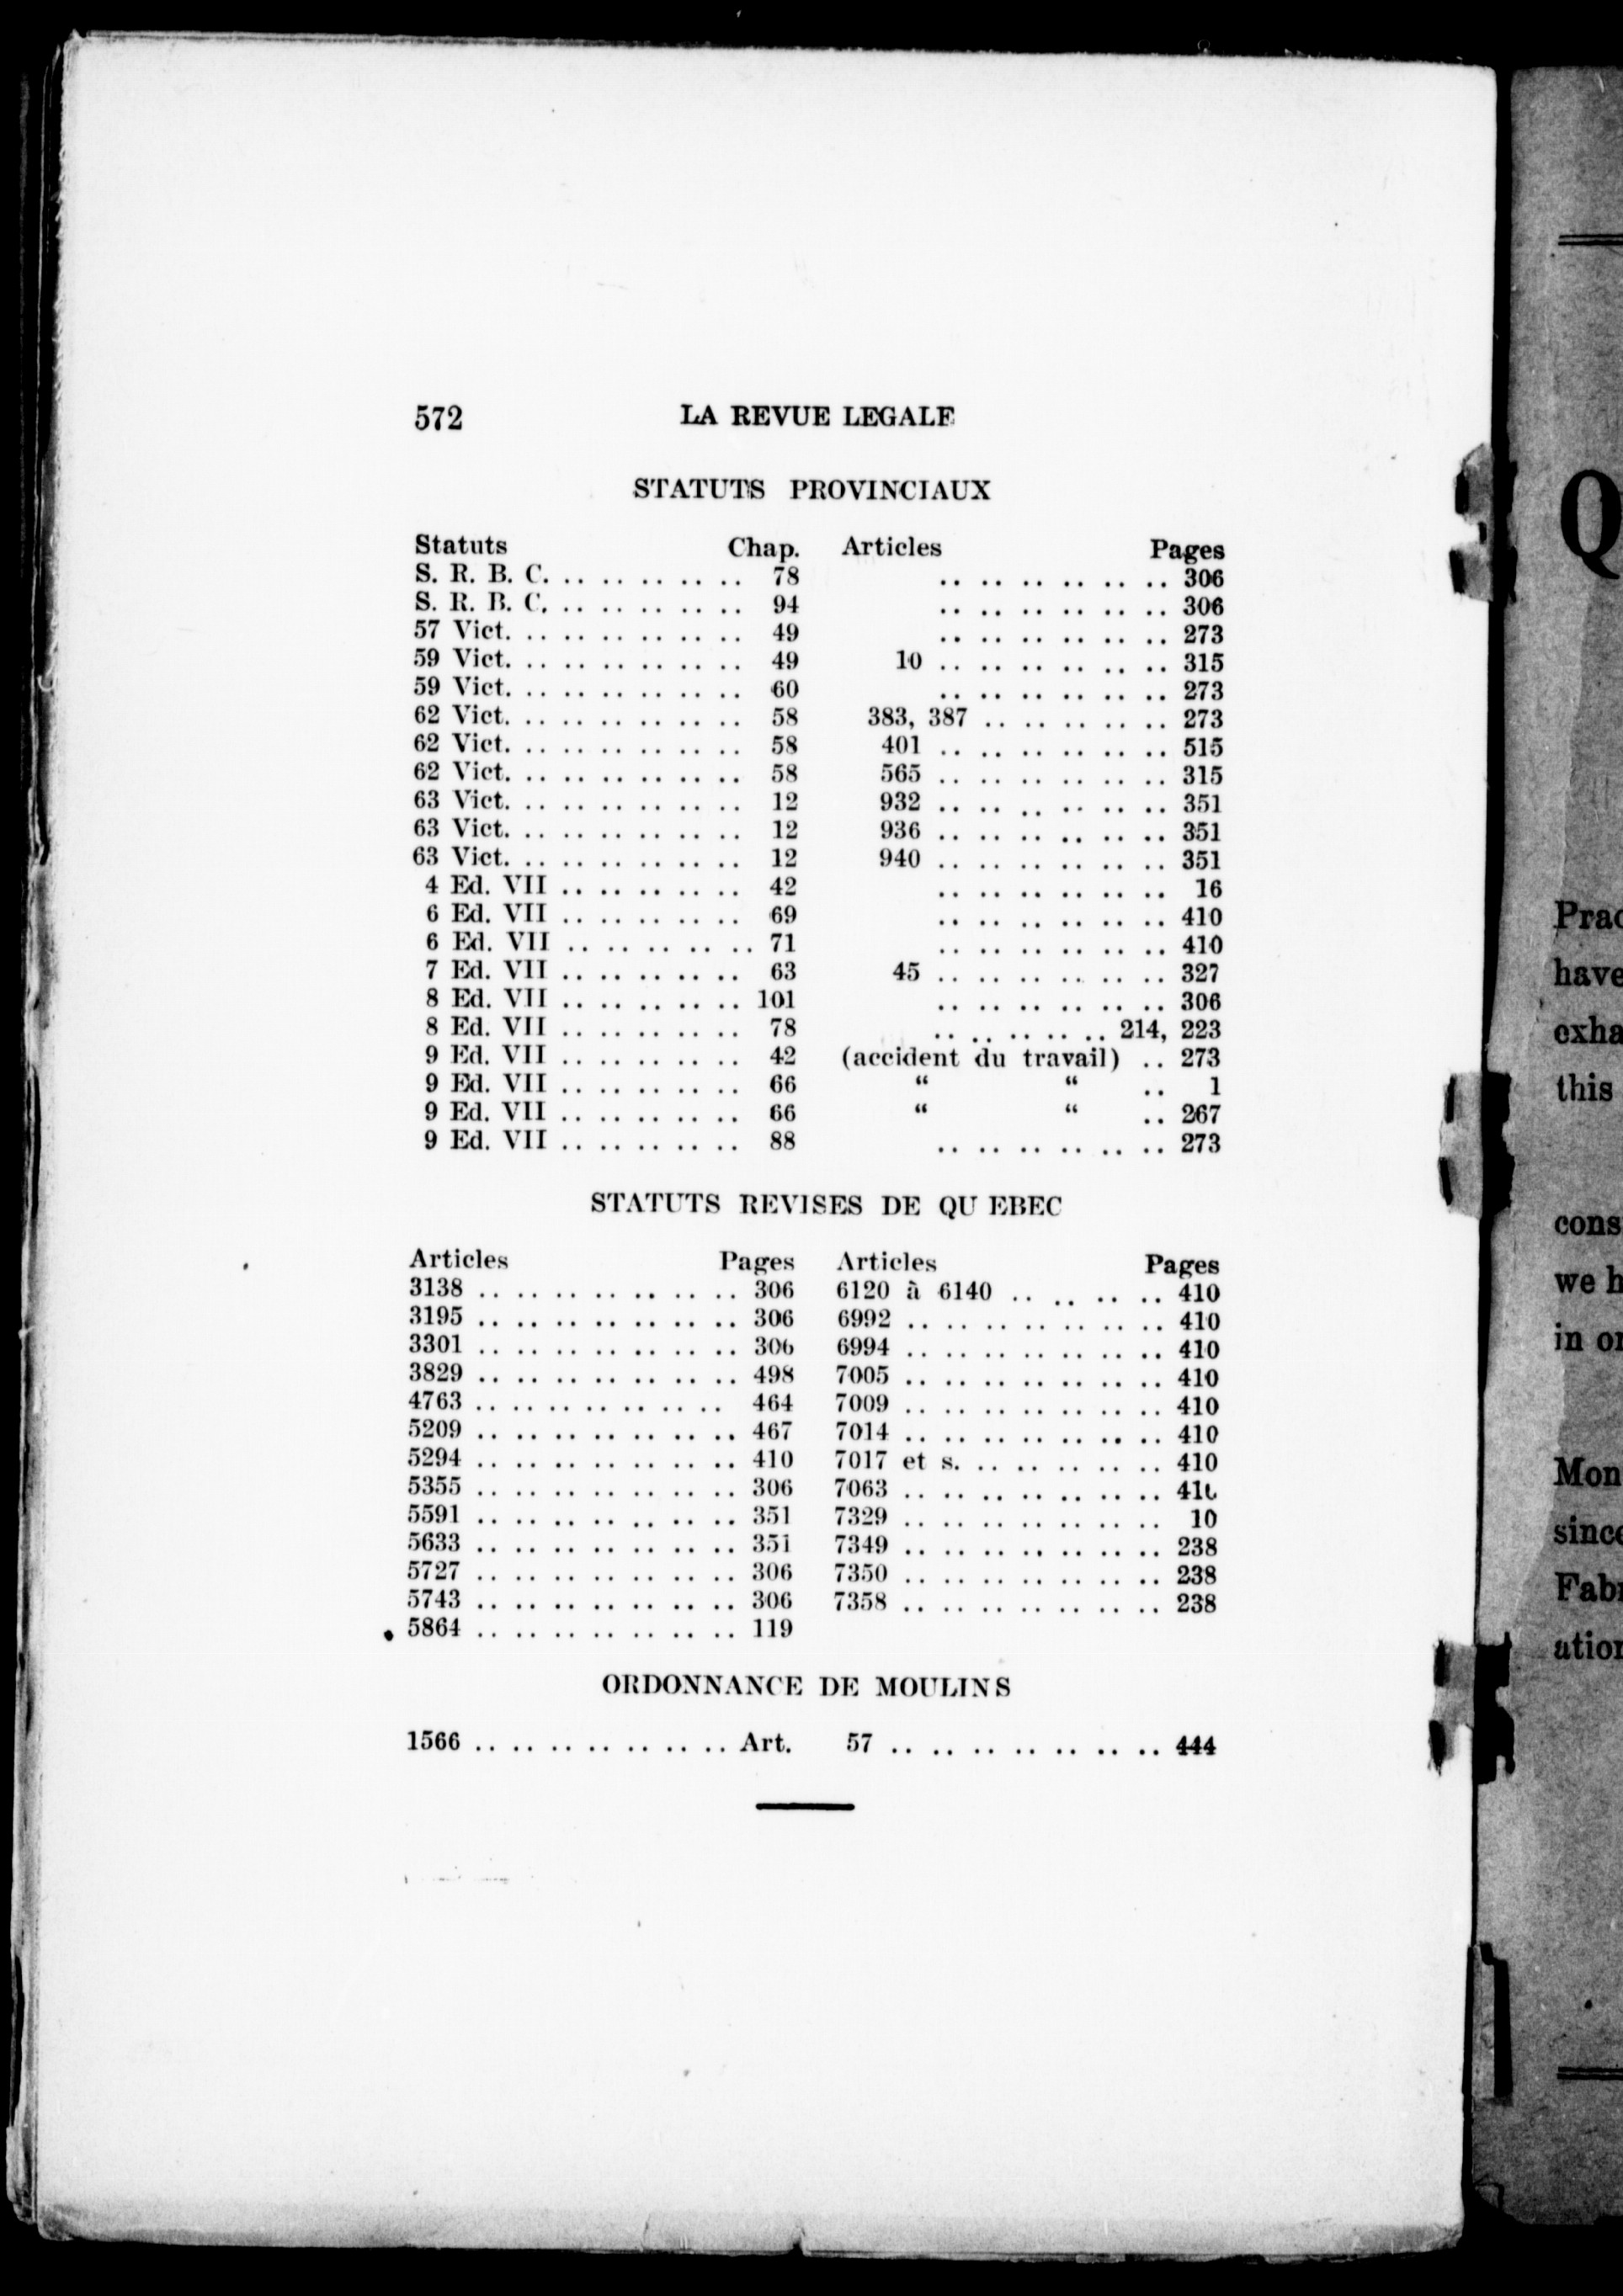 572 LA REVUE LEGALE
STATUTS PROVINCIAUX
Statuts Chap. Articles Pages
S. R. B. C. . . . . . . . . . . 78 .. .. .. .. .. .. 306
S. R. B. C. . . . . . . . . . . 94 .. .. .. .. .. .. 306
57 Vict. . . . . . . . . . . . . 49 .. .. .. .. .. .. 273
59 Vict. . . . . . . . . . . . . 49 10 .. .. .. .. .. .. 315
59 Vict. . . . . . . . . . . . . 60 .. .. .. .. .. .. 273
62 Vict. . . . . . . . . . . . . 58 383, 387 .. .. .. .. .. 273
62 Vict. . . . . . . . . . . . . 58 401 .. .. .. .. .. .. 515
62 Vict. . . . . . . . . . . . . 58 565 .. .. .. .. .. .. 315
63 Vict. . . . . . . . . . . . . 12 932 .. .. .. .. .. .. 351
63 Vict. . . . . . . . . . . . . 12 936 .. .. .. .. .. .. 351
63 Vict. . . . . . . . . . . . . 12 940 .. .. .. .. .. .. 351
4 Ed. VII .. .. .. .. .. 42 .. .. .. .. .. .. 16
6 Ed. VII .. .. .. .. .. 69 .. .. .. .. .. .. 410
6 Ed. VII .. .. .. .. .. 71 .. .. .. .. .. .. 410
7 Ed. VII .. .. .. .. .. 63 45 .. .. .. .. .. .. 327
8 Ed. VII .. .. .. .. .. 101 .. .. .. .. .. .. 306
8 Ed. VII .. .. .. .. .. 78 .. .. .. .. .. 214, 223
9 Ed. VII .. .. .. .. .. 42 (accident du travail) .. 273
9 Ed. VII .. .. .. .. .. 66 “ “ .. 1
9 Ed. VII .. .. .. .. .. 66 “ “ .. 267
9 Ed. VII .. .. .. .. .. 88 .. .. .. .. .. .. 273
STATUTS REVISES DE QU EBEC
Articles Pages Articles Pages
3138 .. .. .. .. .. .. .. 306 6120 à 6140 .. .. .. .. 410
3195 .. .. .. .. .. .. .. 306 6992 .. .. .. .. .. .. .. 410
3301 .. .. .. .. .. .. .. 306 6994 .. .. .. .. .. .. .. 410
3829 .. .. .. .. .. .. .. 498 7005 .. .. .. .. .. .. .. 410
4763 .. .. .. .. .. .. .. 464 7009 .. .. .. .. .. .. .. 410
5209 .. .. .. .. .. .. .. 467 7014 .. .. .. .. .. .. .. 410
5294 .. .. .. .. .. .. .. 410 7017 et s. .. .. .. .. .. 410
5355 .. .. .. .. .. .. .. 306 7063 .. .. .. .. .. .. .. 410
5591 .. .. .. .. .. .. .. 351 7329 .. .. .. .. .. .. .. 10
5633 .. .. .. .. .. .. .. 351 7349 .. .. .. .. .. .. .. 238
5727 .. .. .. .. .. .. .. 306 7350 .. .. .. .. .. .. .. 238
5743 .. .. .. .. .. .. .. 306 7358 .. .. .. .. .. .. .. 238
5864 .. .. .. .. .. .. .. 119
ORDONNANCE DE MOULINS
1566 .. .. .. .. .. .. .. Art. 57 .. .. .. .. .. .. .. 444
Q
have
this
we
in
since